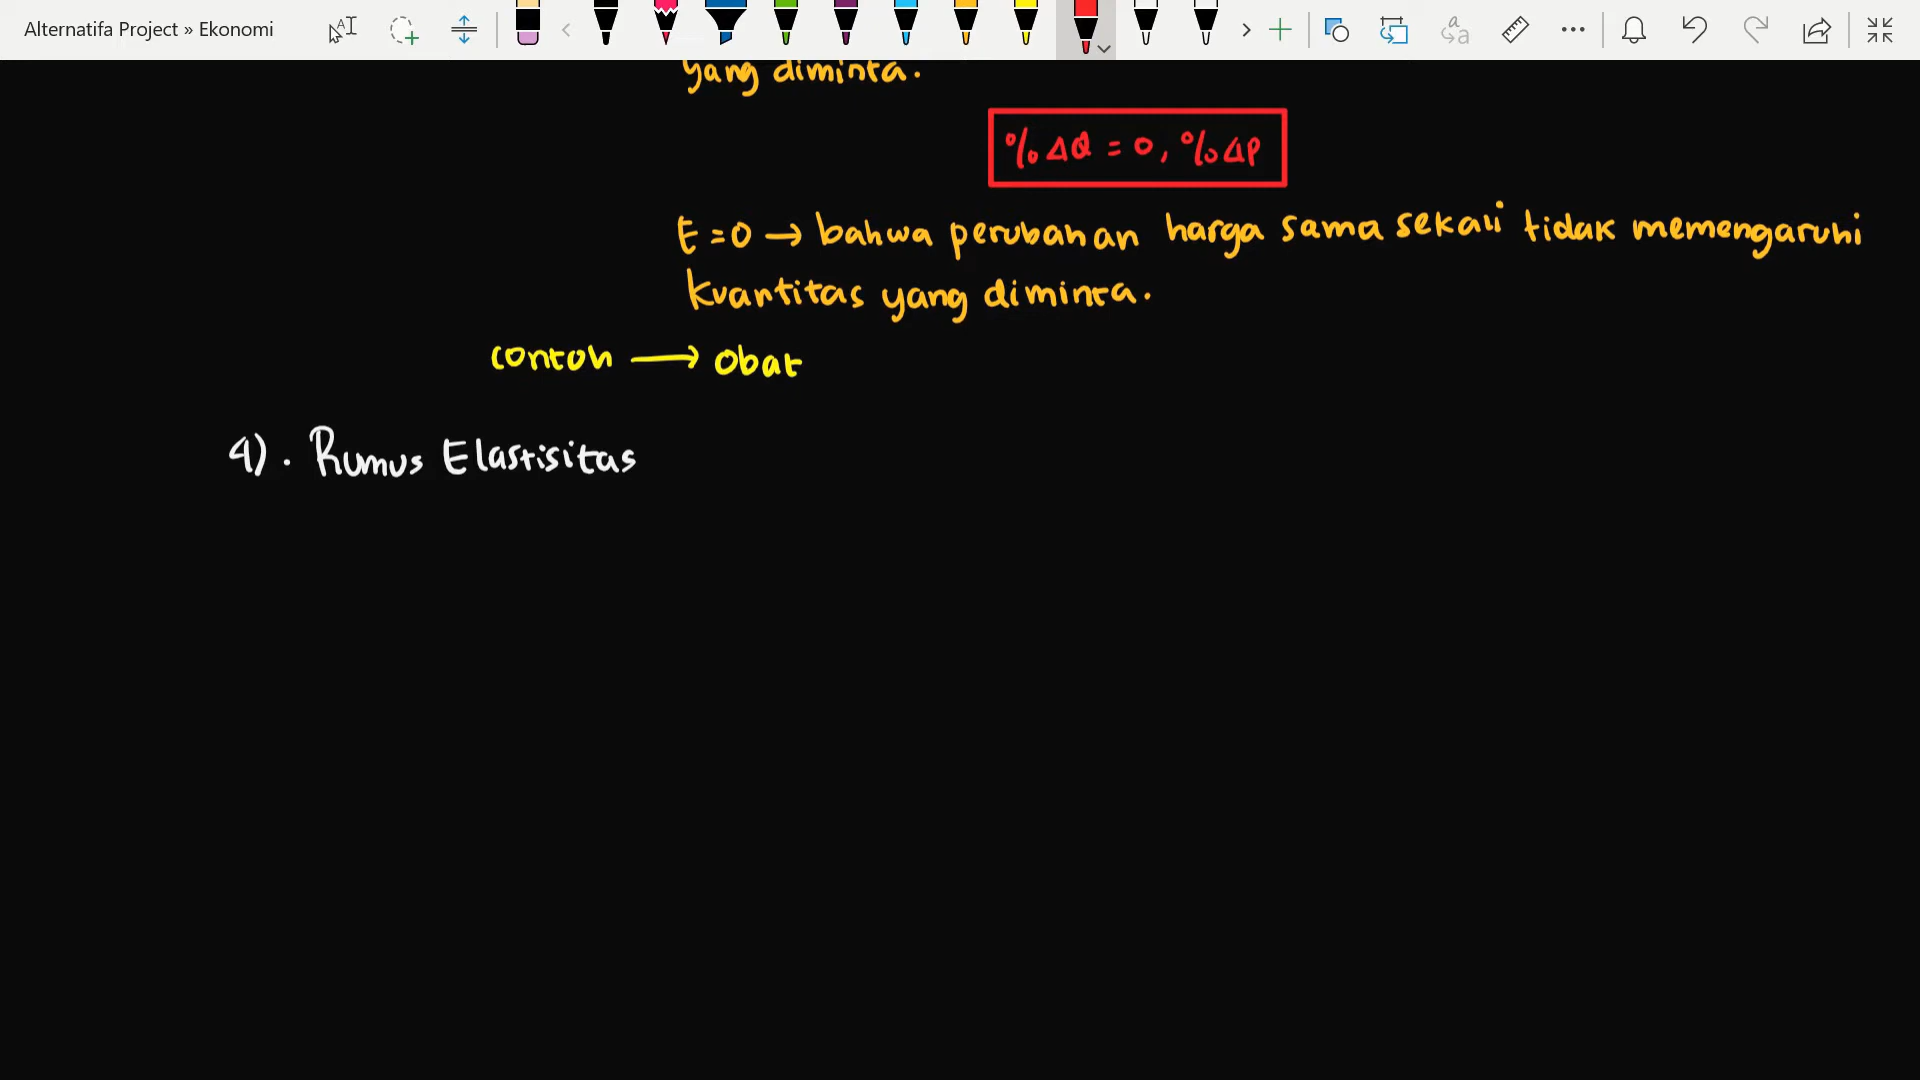 Alternatifa Project » Ekonomi
yang diminta.
% ΔQ = 0, % ΔP
E = 0 → bahwa perubahan harga sama sekali tidak memengaruhi
kuantitas yang diminta.
contoh → Obat
4). Rumus Elastisitas